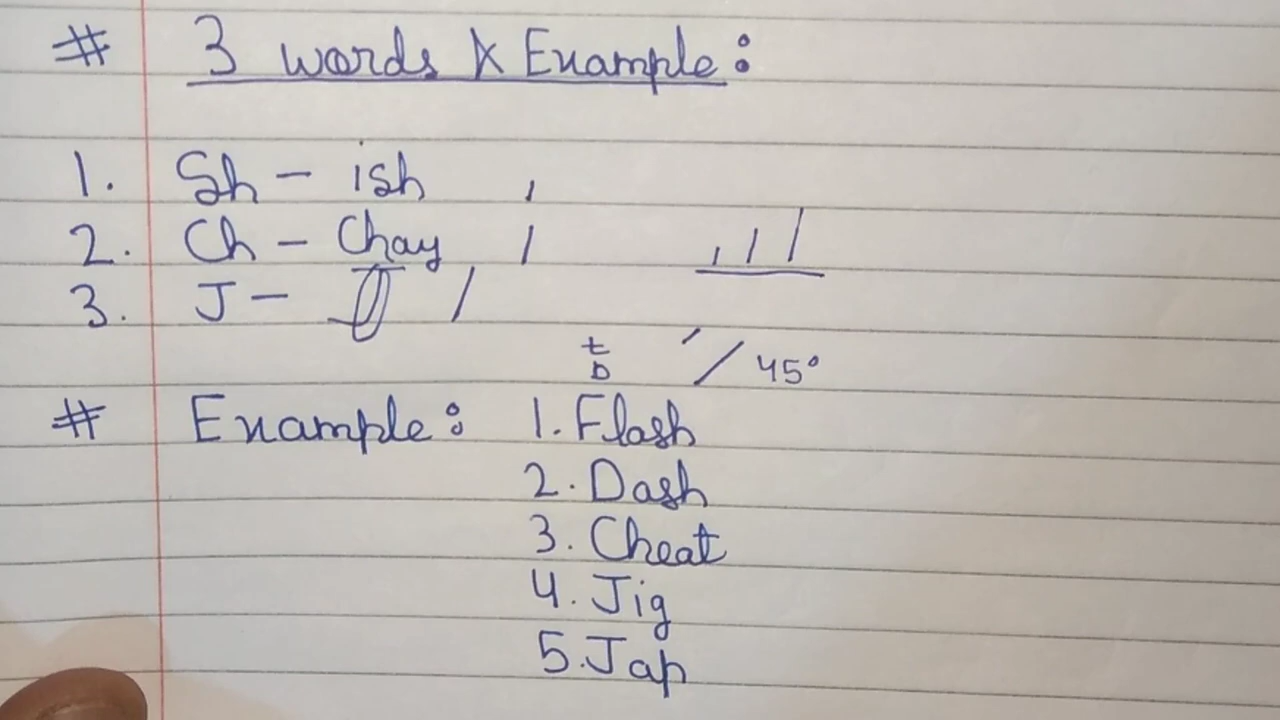 # 3 words & Example:
1. Sh - ish
2. Ch - Chay
3. J - J
t
D 45°
# Example: 1. Flash
2. Dash
3. Cheat
4. Jig
5. Jap